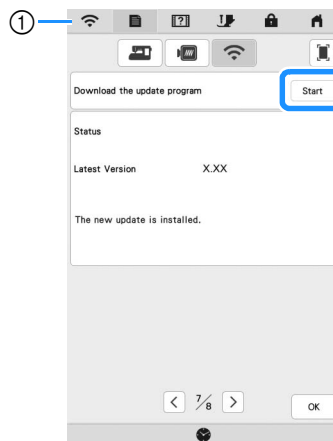 ①
Download the update program
Start
Status
Latest Version X.XX
The new update is installed.
7/8
OK